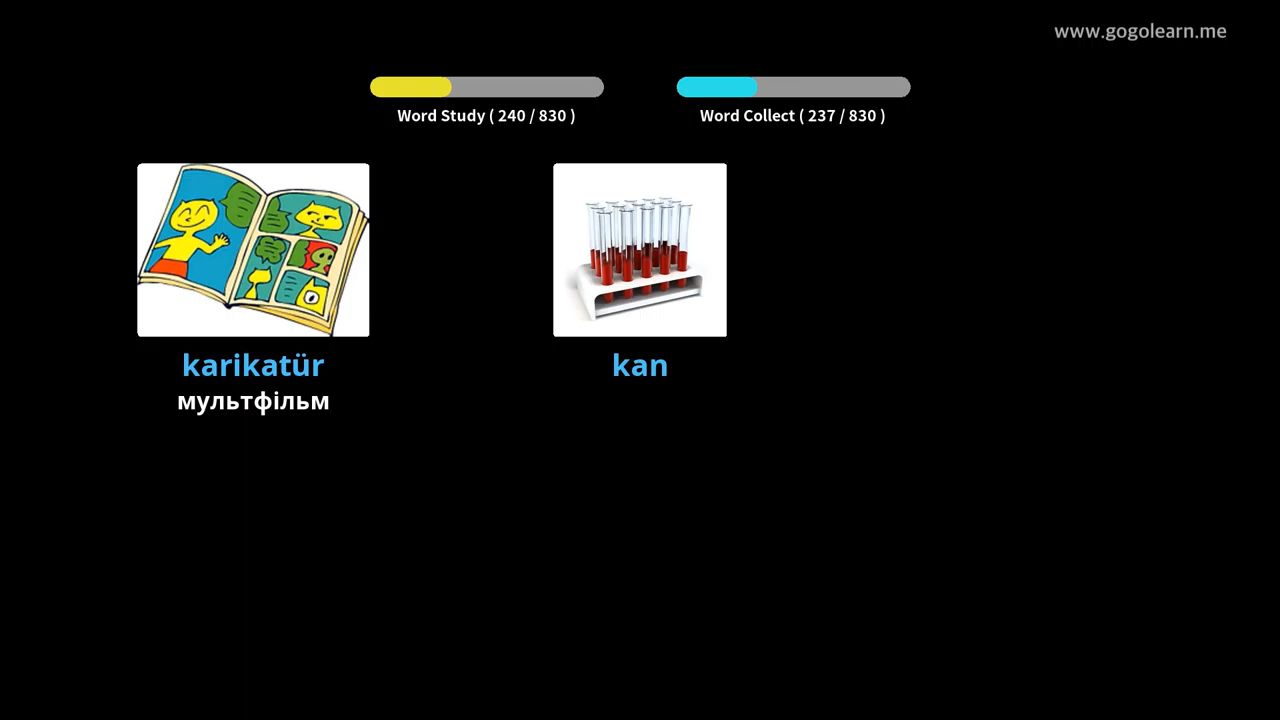 www.gogolearn.me
Word Study ( 240 / 830 )
Word Collect ( 237 / 830 )
karikatür
мультфільм
kan